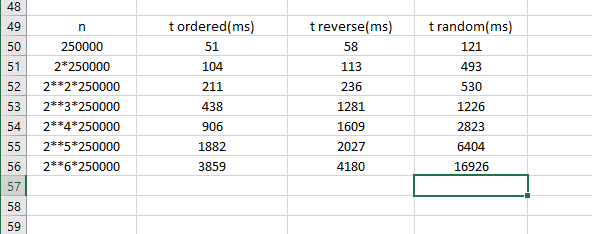 48
49 n t ordered(ms) t reverse(ms) t random(ms)
50 250000 51 58 121
51 2*250000 104 113 493
52 2**2*250000 211 236 530
53 2**3*250000 438 1281 1226
54 2**4*250000 906 1609 2823
55 2**5*250000 1882 2027 6404
56 2**6*250000 3859 4180 16926
57
58
59